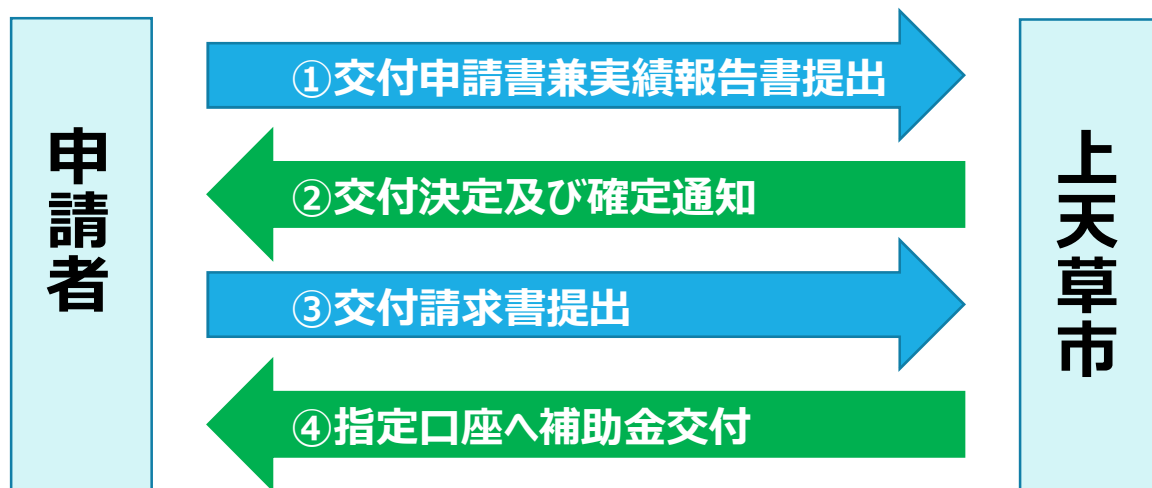 申請者
①交付申請書兼実績報告書提出
②交付決定及び確定通知
③交付請求書提出
④指定口座へ補助金交付
上天草市